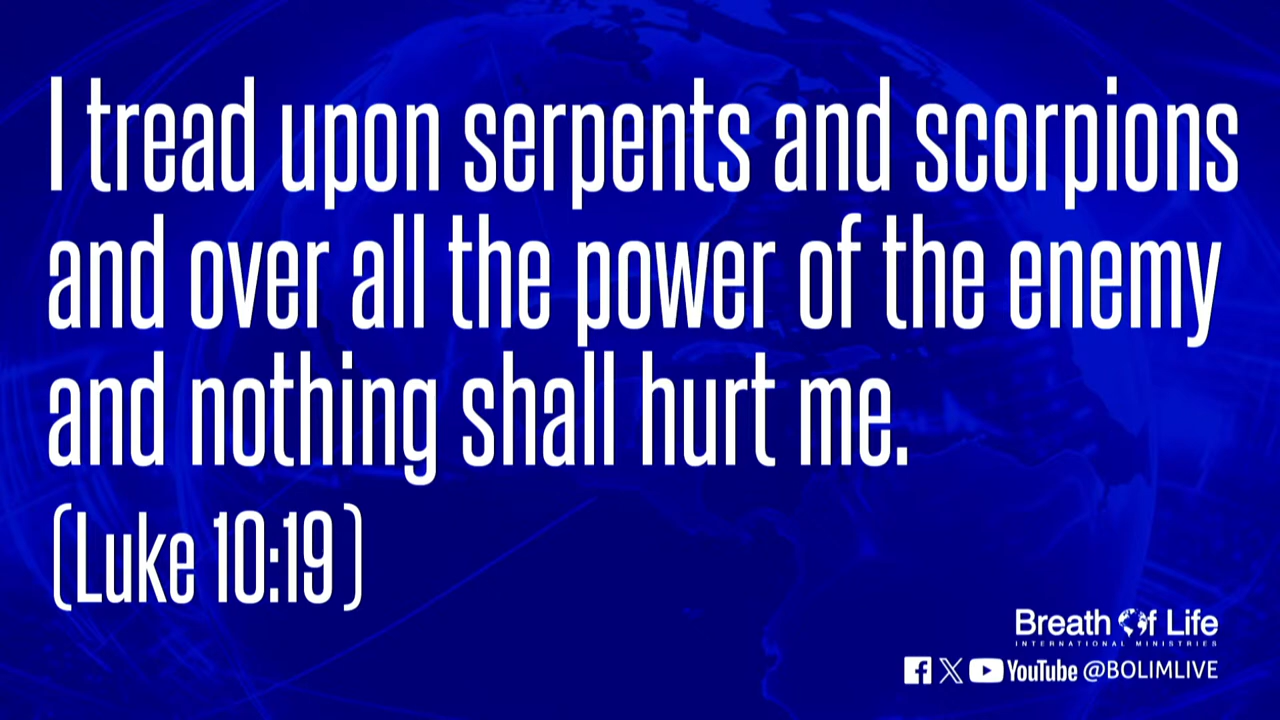 I tread upon serpents and scorpions
and over all the power of the enemy
and nothing shall hurt me.
(Luke 10:19)
Breath Of Life
INTERNATIONAL MINISTRIES
YouTube @BOLIMLIVE